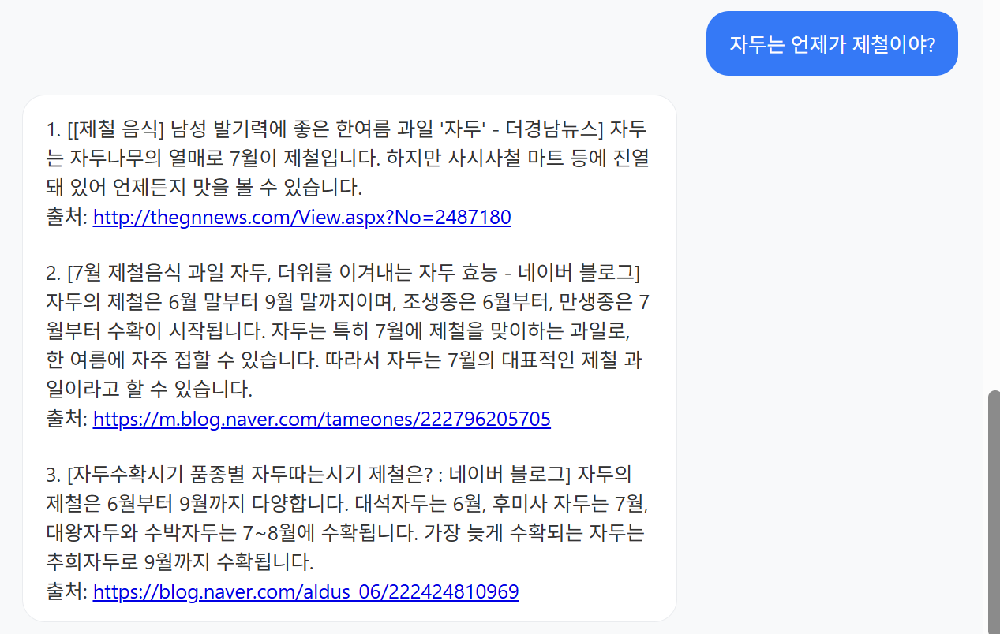 자두는 언제가 제철이야?
1. [[제철 음식] 남성 발기력에 좋은 한여름 과일 '자두' - 더경남뉴스] 자두
는 자두나무의 열매로 7월이 제철입니다. 하지만 사시사철 마트 등에 진열
돼 있어 언제든지 맛을 볼 수 있습니다.
출처: http://thegnnews.com/View.aspx?No=2487180
2. [7월 제철음식 과일 자두, 더위를 이겨내는 자두 효능 - 네이버 블로그]
자두의 제철은 6월 말부터 9월 말까지이며, 조생종은 6월부터, 만생종은 7
월부터 수확이 시작됩니다. 자두는 특히 7월에 제철을 맞이하는 과일로,
한 여름에 자주 접할 수 있습니다. 따라서 자두는 7월의 대표적인 제철 과
일이라고 할 수 있습니다.
출처: https://m.blog.naver.com/tameones/222796205705
3. [자두수확시기 품종별 자두따는시기 제철은? : 네이버 블로그] 자두의
제철은 6월부터 9월까지 다양합니다. 대석자두는 6월, 후미사 자두는 7월,
대왕자두와 수박자두는 7~8월에 수확됩니다. 가장 늦게 수확되는 자두는
추희자두로 9월까지 수확됩니다.
출처: https://blog.naver.com/aldus_06/222424810969